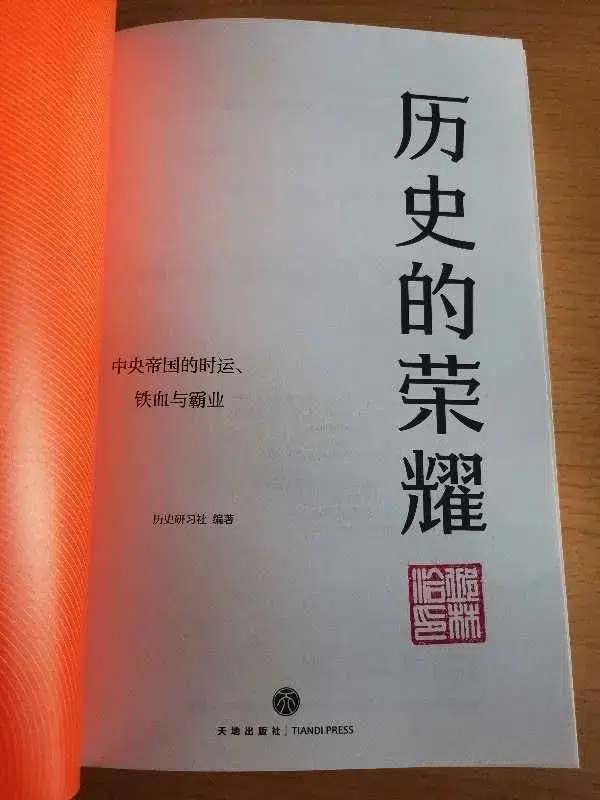 历史的荣耀
中央帝国的时运、
铁血与霸业
历史研习社 编著
天地出版社 | TIANDI PRESS